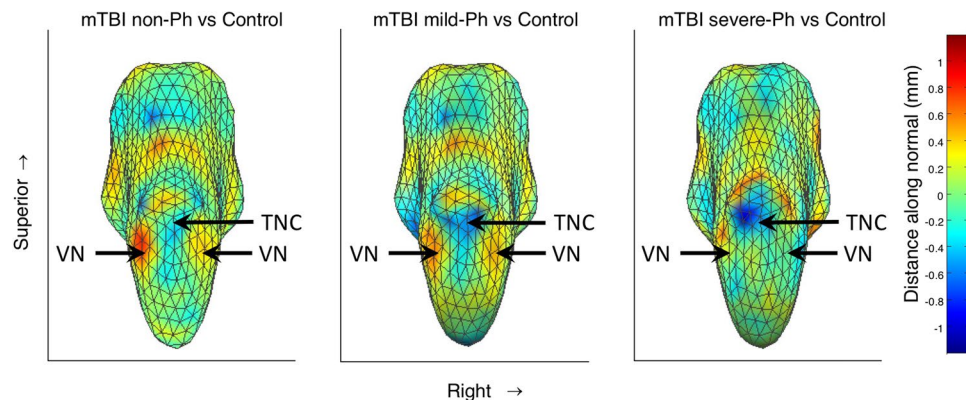 mTBI non-Ph vs Control
mTBI mild-Ph vs Control
mTBI severe-Ph vs Control
Superior →
TNC
VN
VN
TNC
VN
VN
TNC
VN
VN
Right →
1
0.8
0.6
0.4
0.2
0
-0.2
-0.4
-0.6
-0.8
-1
Distance along normal (mm)